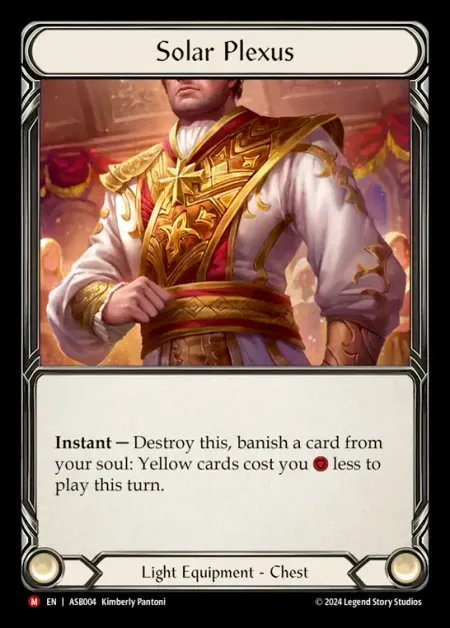 Solar Plexus
Instant — Destroy this, banish a card from
your soul: Yellow cards cost you less to
play this turn.
Light Equipment - Chest
M EN | ASB004 Kimberly Pantoni © 2024 Legend Story Studios